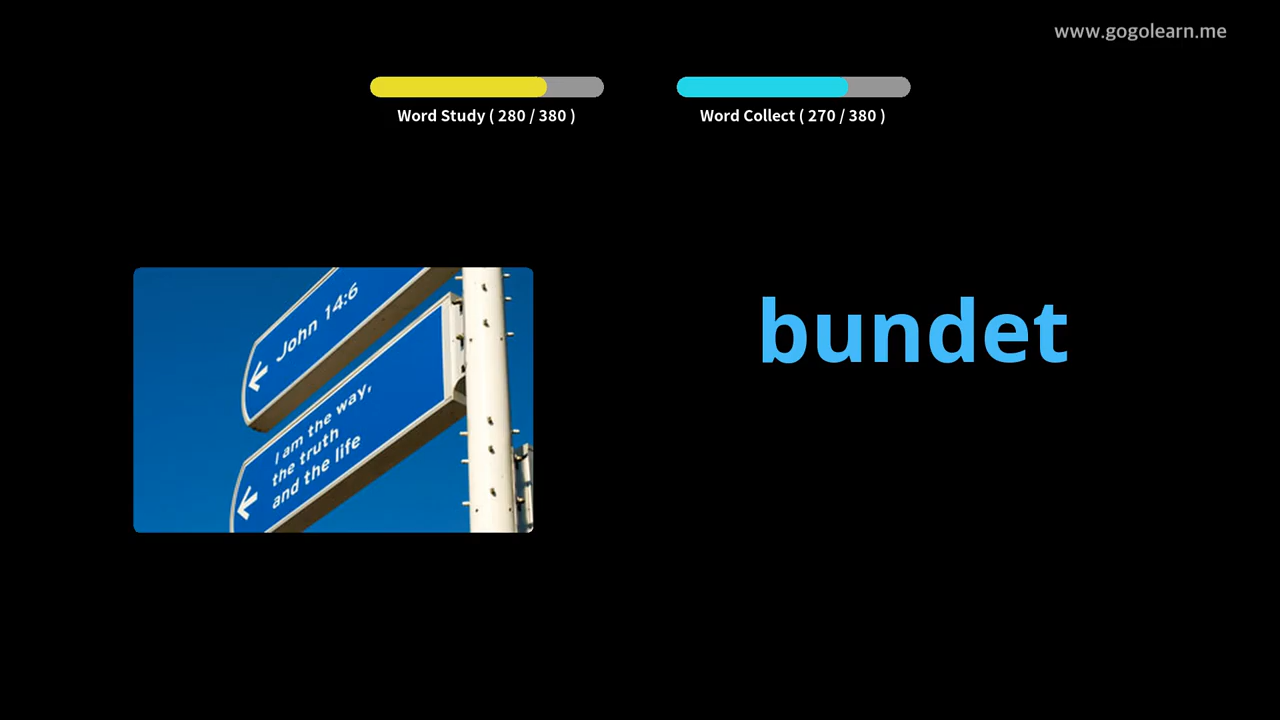 www.gogolearn.me
Word Study ( 280 / 380 )
Word Collect ( 270 / 380 )
John 14:6
I am the way,
the truth
and the life
bundet